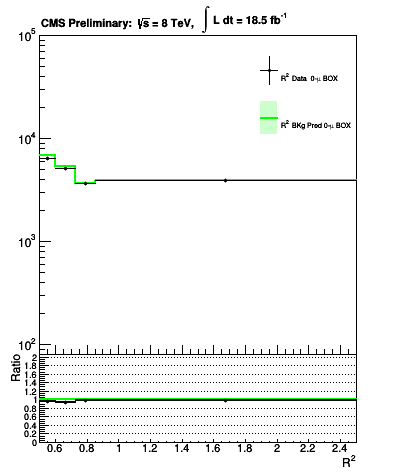 CMS Preliminary: √s = 8 TeV, ∫ L dt = 18.5 fb⁻¹
10⁵
R² Data 0-μ BOX
R² BKg Pred 0-μ BOX
10⁴
10³
10²
Ratio
2
1.8
1.6
1.4
1.2
1
0.8
0.6
0.4
0.2
0
0.6 0.8 1 1.2 1.4 1.6 1.8 2 2.2 2.4
R²